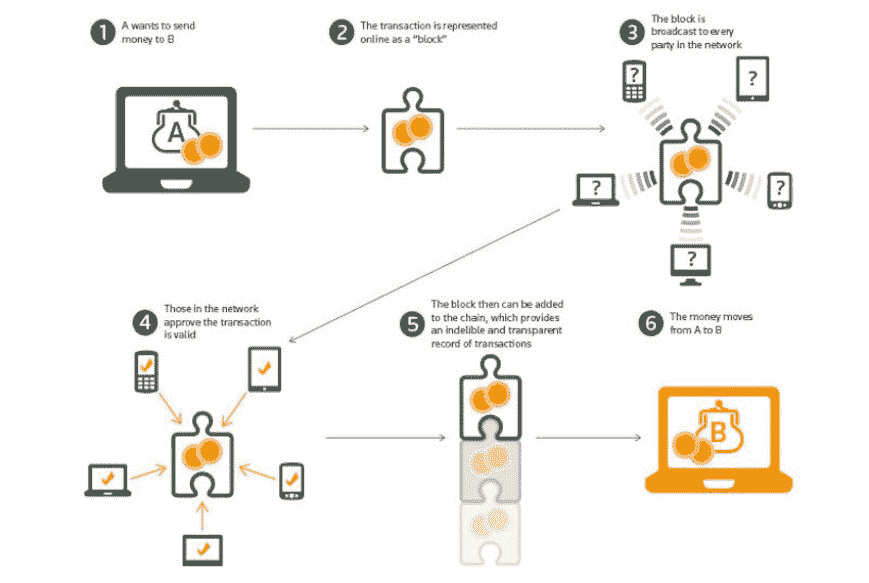 1
A wants to send
money to B
A
2
The transaction is represented
online as a “block”
3
The block is
broadcast to every
party in the network
?
?
?
?
?
4
Those in the network
approve the transaction
is valid
5
The block then can be added
to the chain, which provides
an indelible and transparent
record of transactions
6
The money moves
from A to B
B